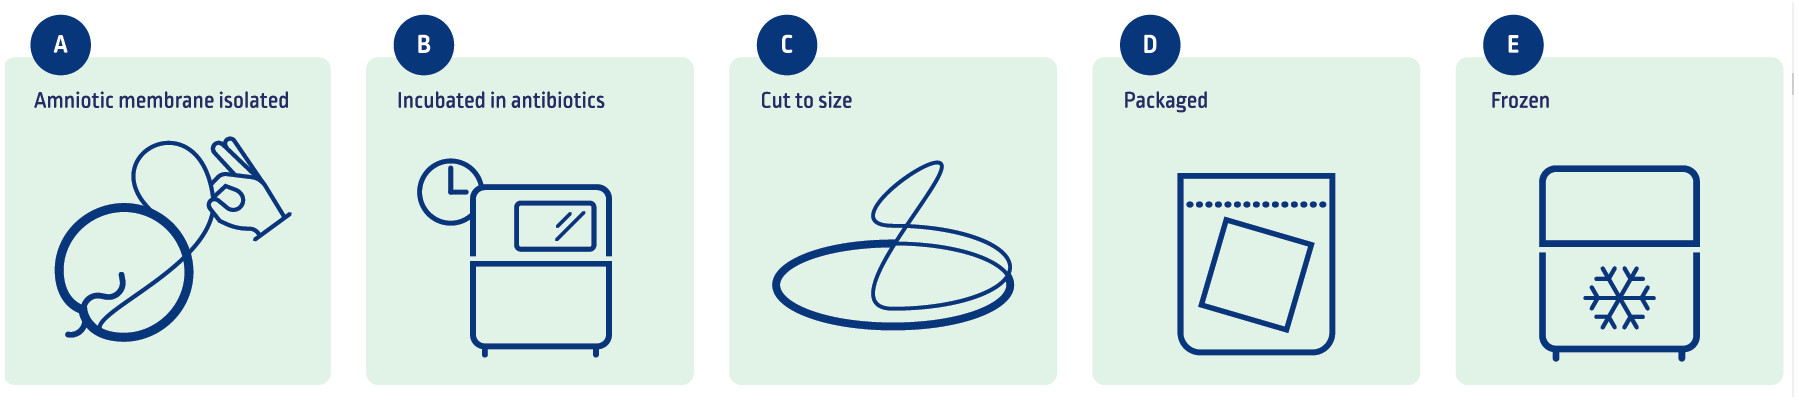 A
Amniotic membrane isolated
B
Incubated in antibiotics
C
Cut to size
D
Packaged
E
Frozen